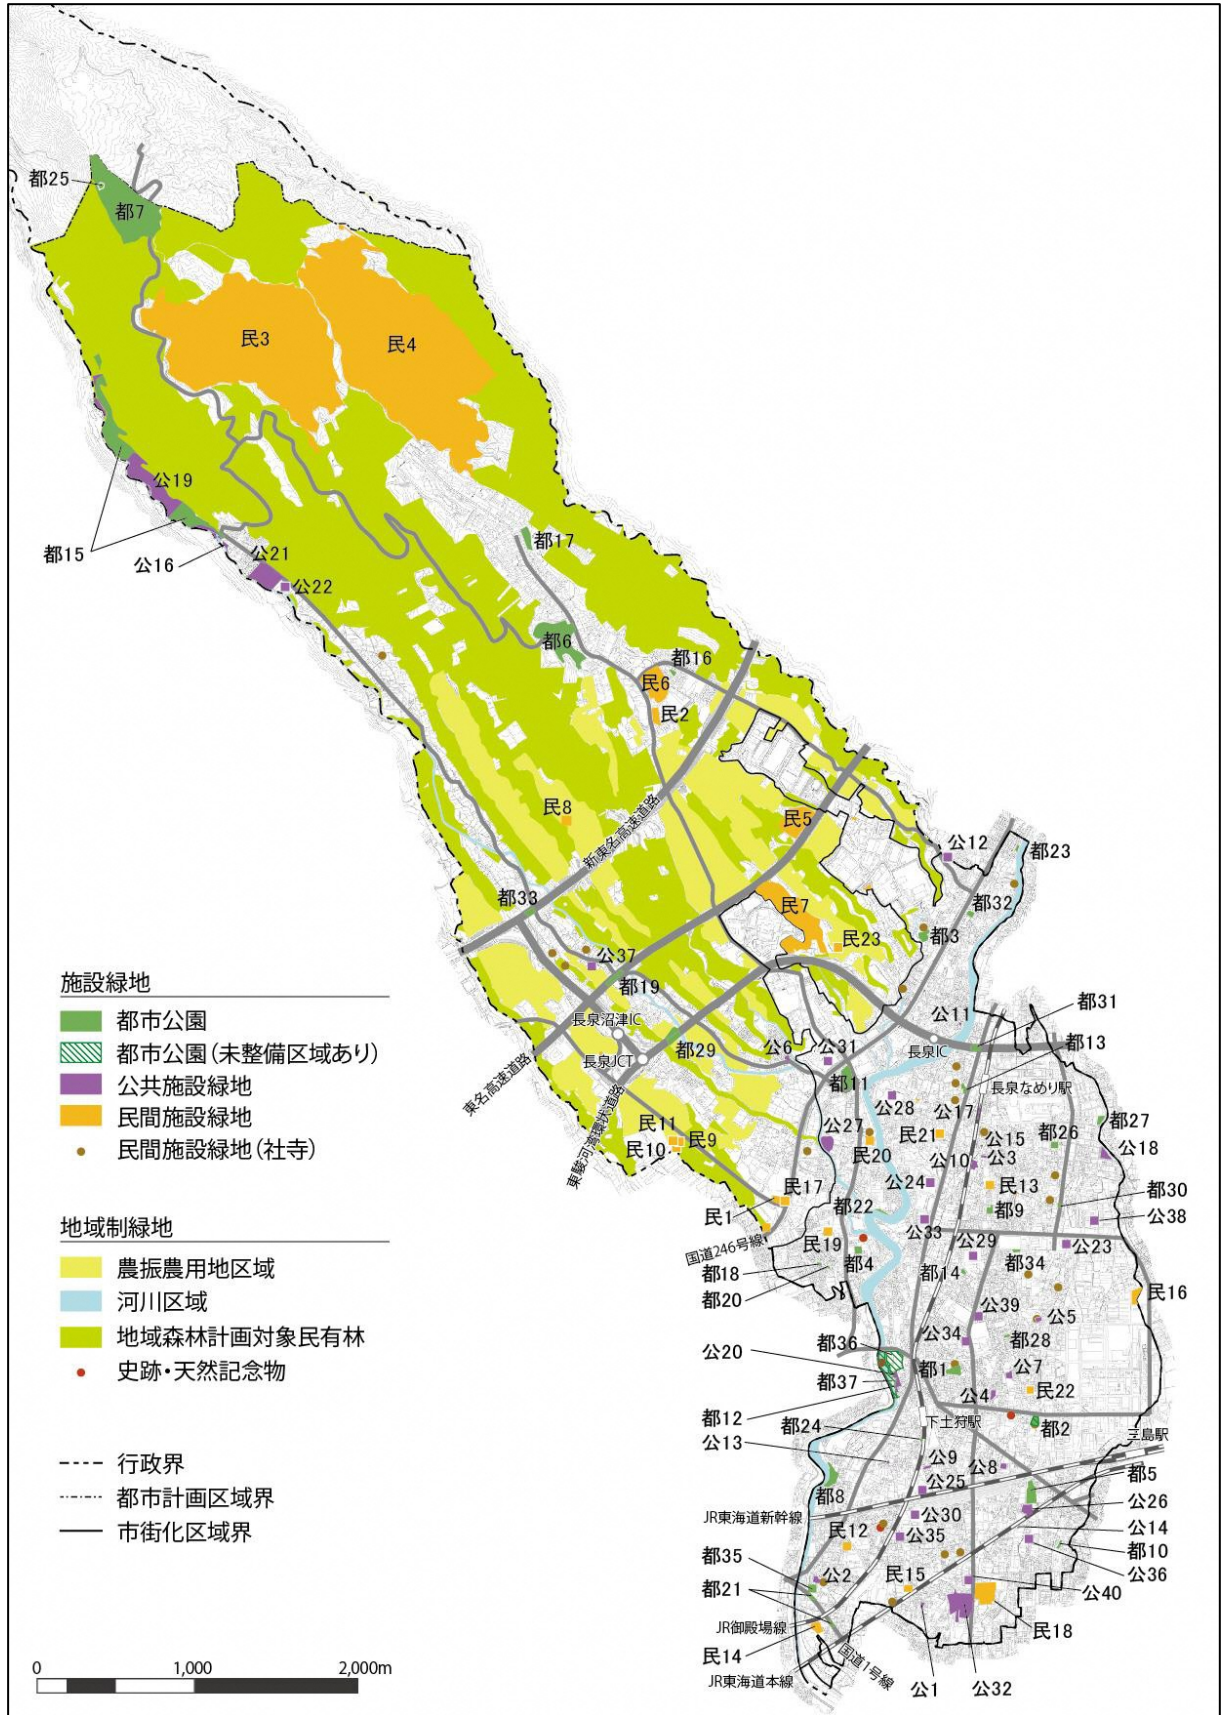 都25
都7
民3
民4
公19
都15
公16
公21
公22
都17
都6
都16
民6
民2
民8
新東名高速道路
民5
公12
都23
都33
民7
都32
都3
民23
公37
都19
長泉沼津IC
公11
都31
長泉JCT
都29
公6
公31
長泉IC
都13
東名高速道路
都11
長泉なめり駅
東駿河湾環状道路
公28
公17
都27
民11
民9
公27
民21
公15
都26
民10
民20
公10
公3
公18
公24
民13
民17
都30
民1
都22
都9
公38
公33
国道246号線
民19
公29
公23
都4
都18
都14
都34
都20
民16
公39
公5
都36
公34
都28
公20
都1
公7
都37
公4
民22
都12
都24
下土狩駅
都2
公13
三島駅
公9
公8
都5
都8
公25
公26
JR東海道新幹線
公30
公14
民12
公35
都10
都35
公36
公2
民15
公40
都21
JR御殿場線
民18
民14
国道1号線
JR東海道本線
公1
公32
施設緑地
都市公園
都市公園(未整備区域あり)
公共施設緑地
民間施設緑地
民間施設緑地(社寺)
地域制緑地
農振農用地区域
河川区域
地域森林計画対象民有林
史跡・天然記念物
行政界
都市計画区域界
市街化区域界
0 1,000 2,000m